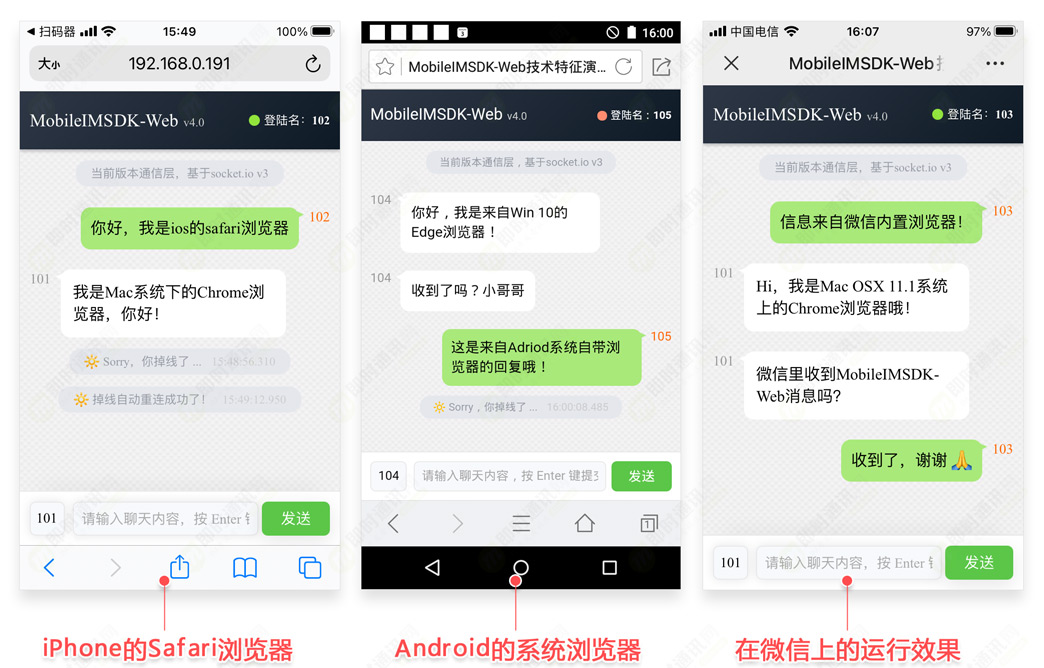 扫码器
15:49
100%
大小
192.168.0.191
MobileIMSDK-Web v4.0
登陆名：102
当前版本通信层，基于socket.io v3
102
你好，我是ios的safari浏览器
101
我是Mac系统下的Chrome浏
览器，你好！
Sorry，你掉线了 ... 15:48:56.310
掉线自动重连成功了！ 15:49:12.950
101
请输入聊天内容，按 Enter 键
发送
iPhone的Safari浏览器
3
16:00
MobileIMSDK-Web技术特征演...
MobileIMSDK-Web v4.0
登陆名：105
当前版本通信层，基于socket.io v3
104
你好，我是来自Win 10的
Edge浏览器！
104
收到了吗？小哥哥
105
这是来自Adriod系统自带浏
览器的回复哦！
Sorry，你掉线了 ... 16:00:08.485
104
请输入聊天内容，按 Enter 键提交
发送
1
Android的系统浏览器
中国电信
16:07
97%
MobileIMSDK-Web
MobileIMSDK-Web v4.0
登陆名：103
当前版本通信层，基于socket.io v3
103
信息来自微信内置浏览器！
101
Hi，我是Mac OSX 11.1系统
上的Chrome浏览器哦！
101
微信里收到MobileIMSDK-
Web消息吗？
103
收到了，谢谢🙏
101
请输入聊天内容，按 Enter 键
发送
在微信上的运行效果